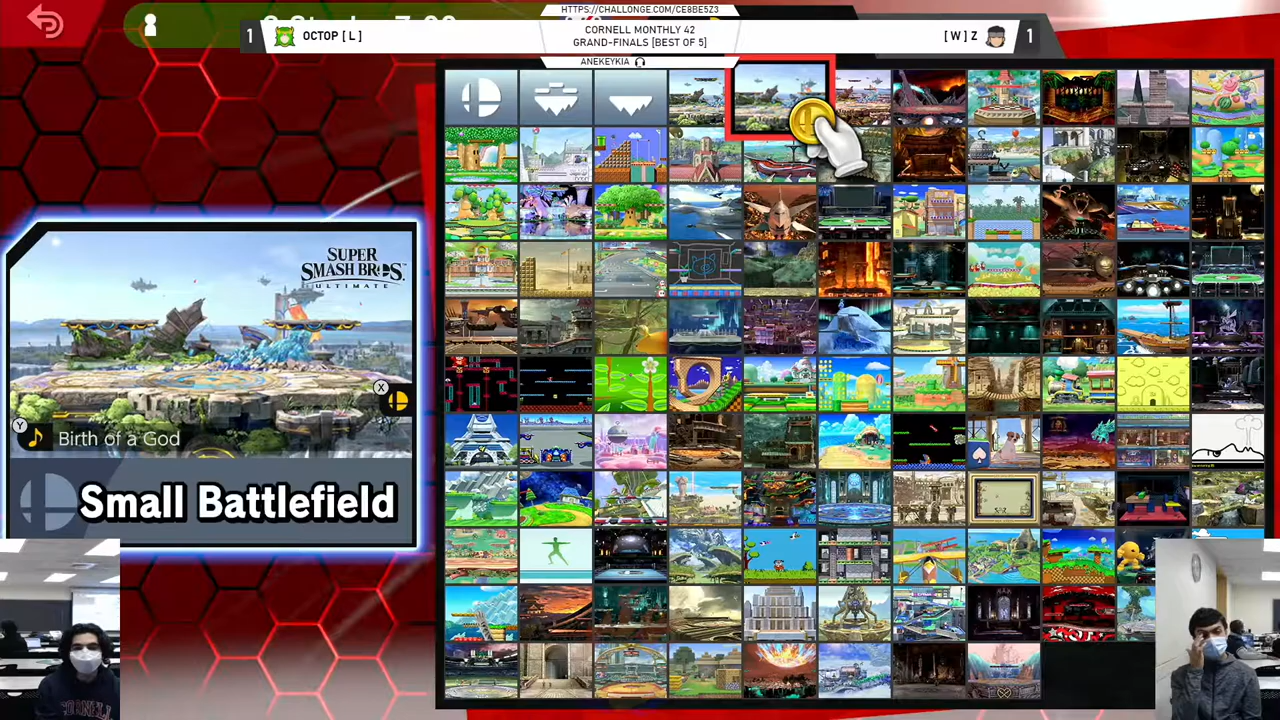 HTTPS://CHALLONGE.COM/CE8BE5Z3
1 OCTOP [ L ]
CORNELL MONTHLY 42
GRAND-FINALS [BEST OF 5]
[ W ] Z 1
ANEKEYKIA
SUPER
SMASH BROS.
ULTIMATE
X
Y
Birth of a God
Small Battlefield
CORNELL